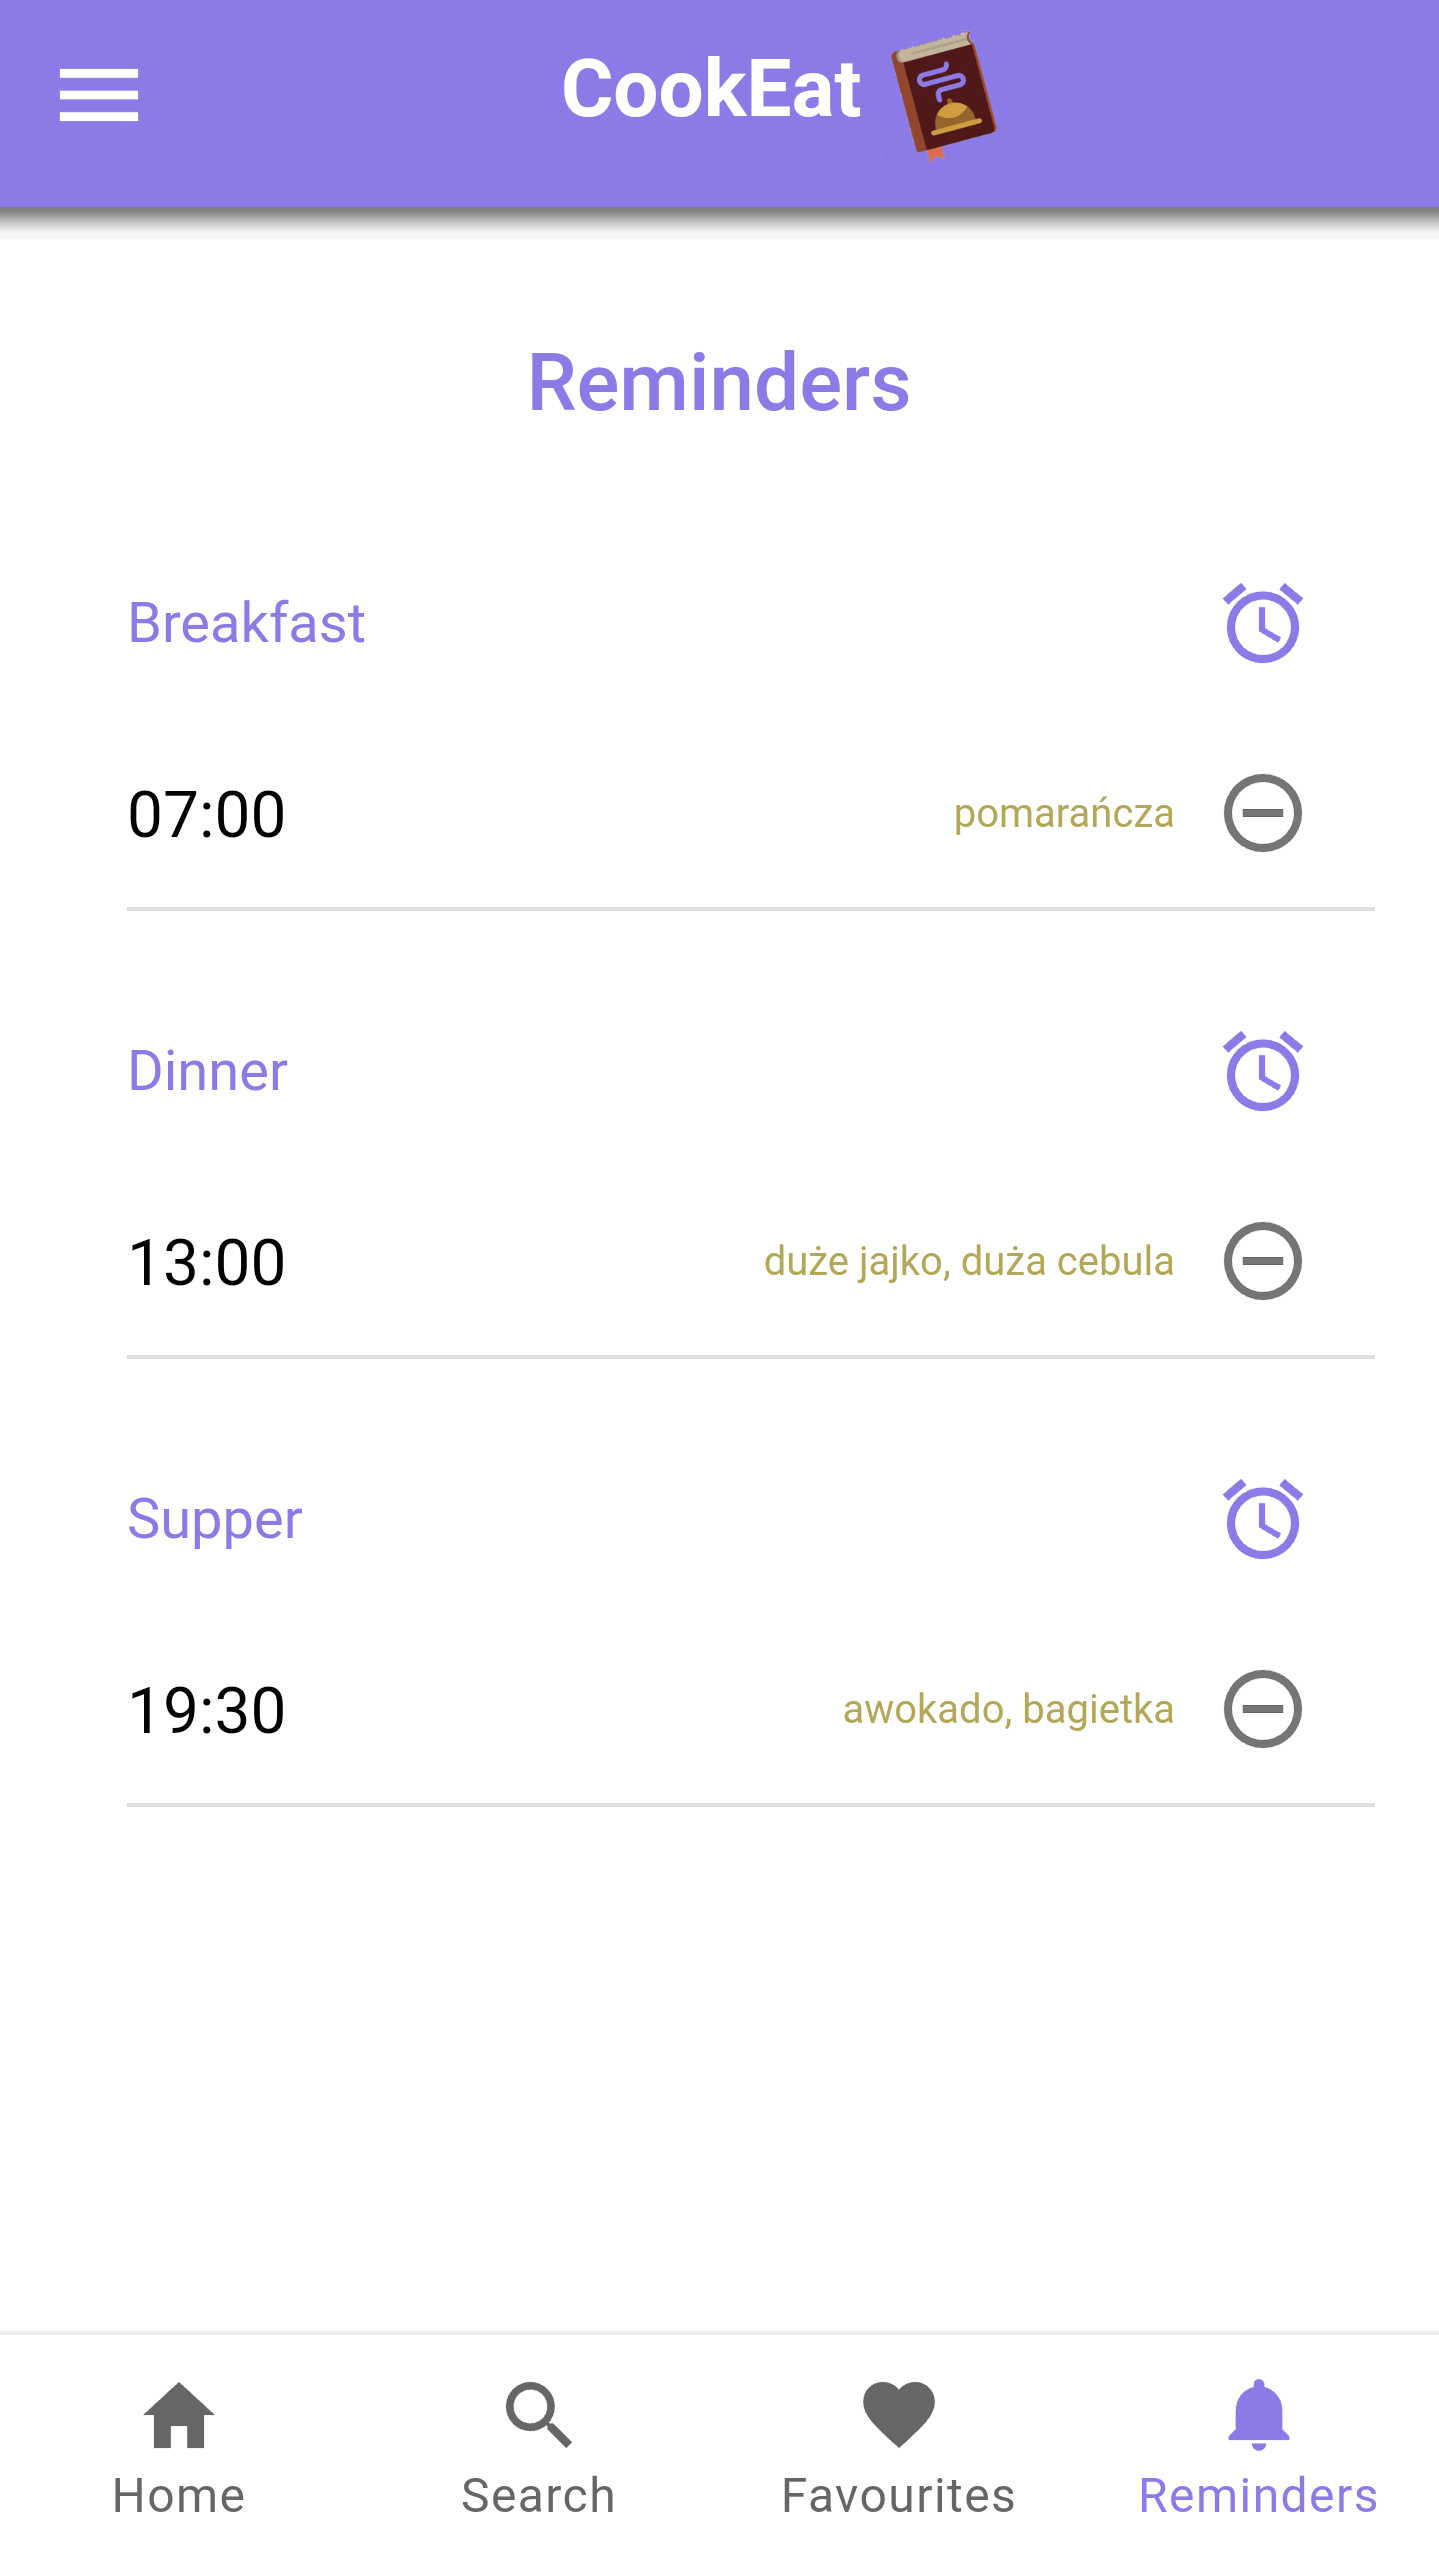 CookEat
Reminders
Breakfast
07:00 pomarańcza
Dinner
13:00 duże jajko, duża cebula
Supper
19:30 awokado, bagietka
Home Search Favourites Reminders